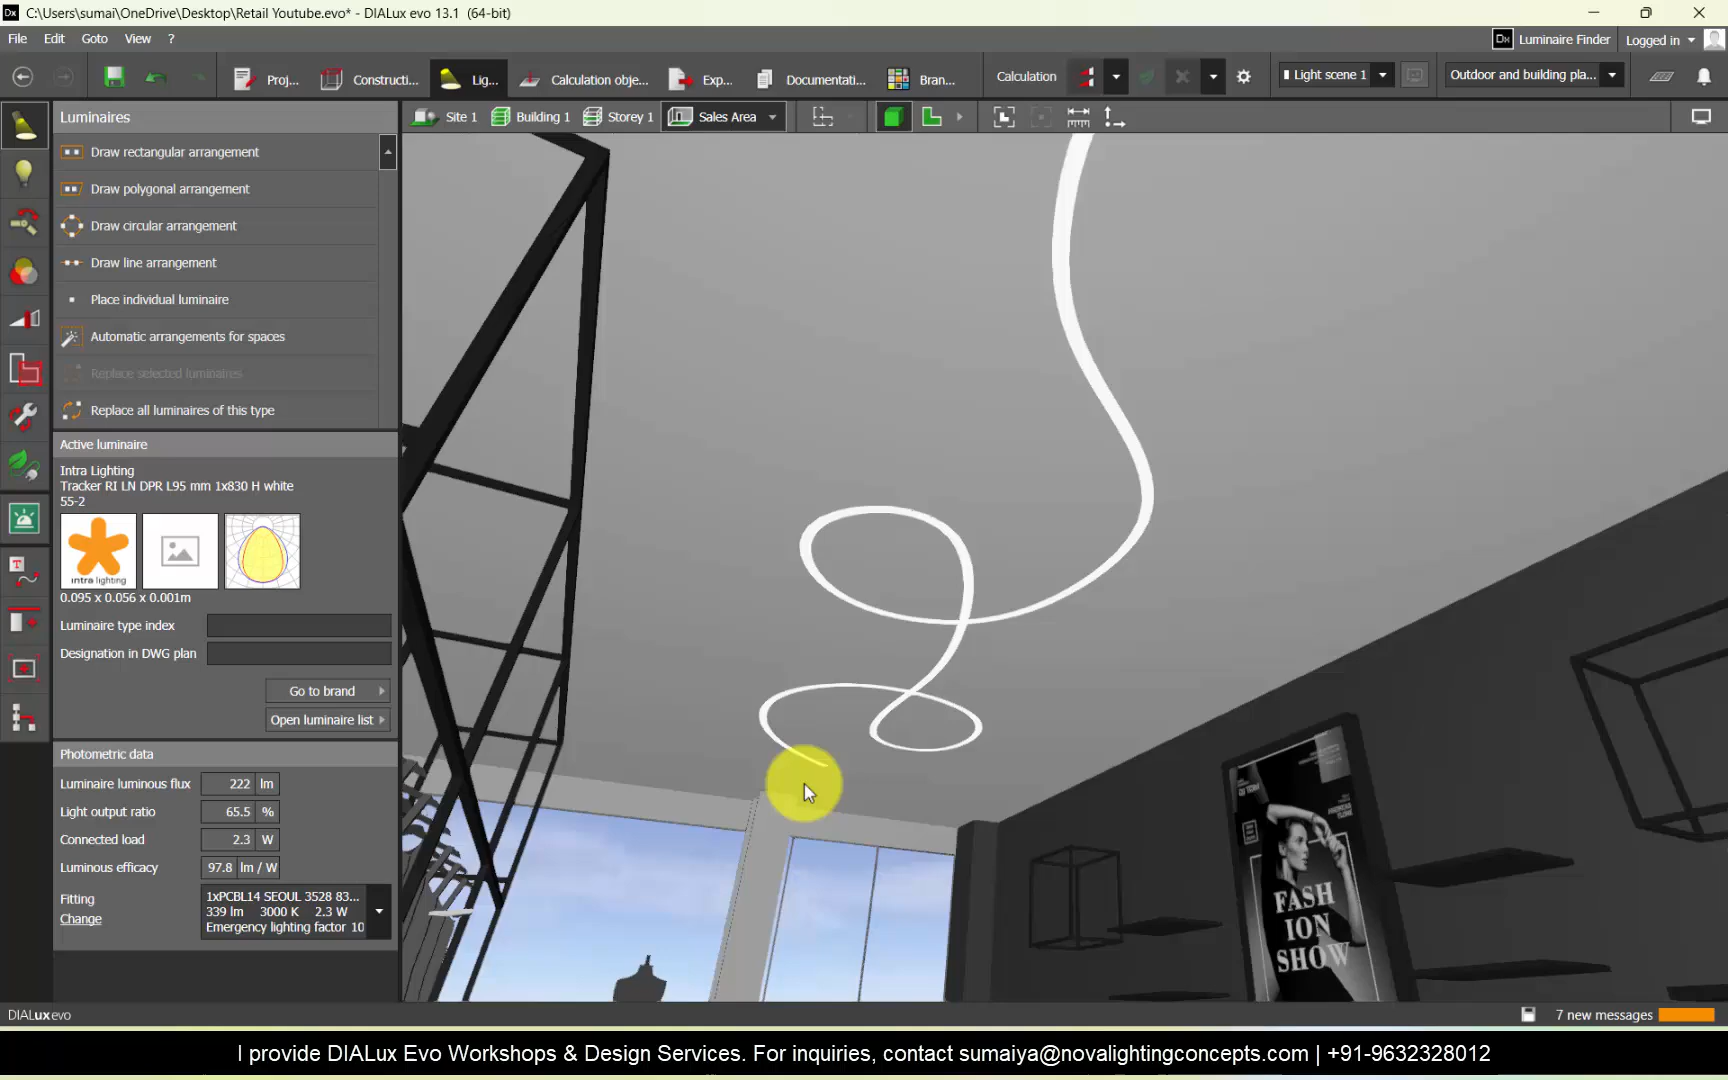 C:\Users\sumai\OneDrive\Desktop\Retail Youtube.evo* - DIALux evo 13.1 (64-bit)
File Edit Goto View ?
Luminaire Finder Logged in
Proj... Constructi... Lig... Calculation obje... Exp... Documentati... Bran... Calculation Light scene 1 Outdoor and building pla...
Luminaires
Site 1 Building 1 Storey 1 Sales Area
Draw rectangular arrangement
Draw polygonal arrangement
Draw circular arrangement
Draw line arrangement
Place individual luminaire
Automatic arrangements for spaces
Replace selected luminaires
Replace all luminaires of this type
Active luminaire
Intra Lighting
Tracker RI LN DPR L95 mm 1x830 H white
55-2
intra lighting
0.095 x 0.056 x 0.001m
Luminaire type index
Designation in DWG plan
Go to brand
Open luminaire list
Photometric data
Luminaire luminous flux 222 lm
Light output ratio 65.5 %
Connected load 2.3 W
Luminous efficacy 97.8 lm / W
Fitting
Change
1xPCBL14 SEOUL 3528 83...
339 lm 3000 K 2.3 W
Emergency lighting factor 10
FASH
ION
SHOW
DIALux evo
7 new messages
I provide DIALux Evo Workshops & Design Services. For inquiries, contact sumaiya@novalightingconcepts.com | +91-9632328012